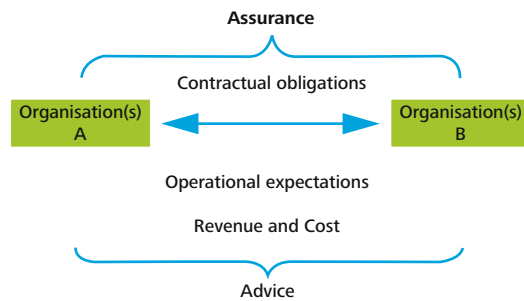 Assurance
Contractual obligations
Organisation(s)
A
Organisation(s)
B
Operational expectations
Revenue and Cost
Advice